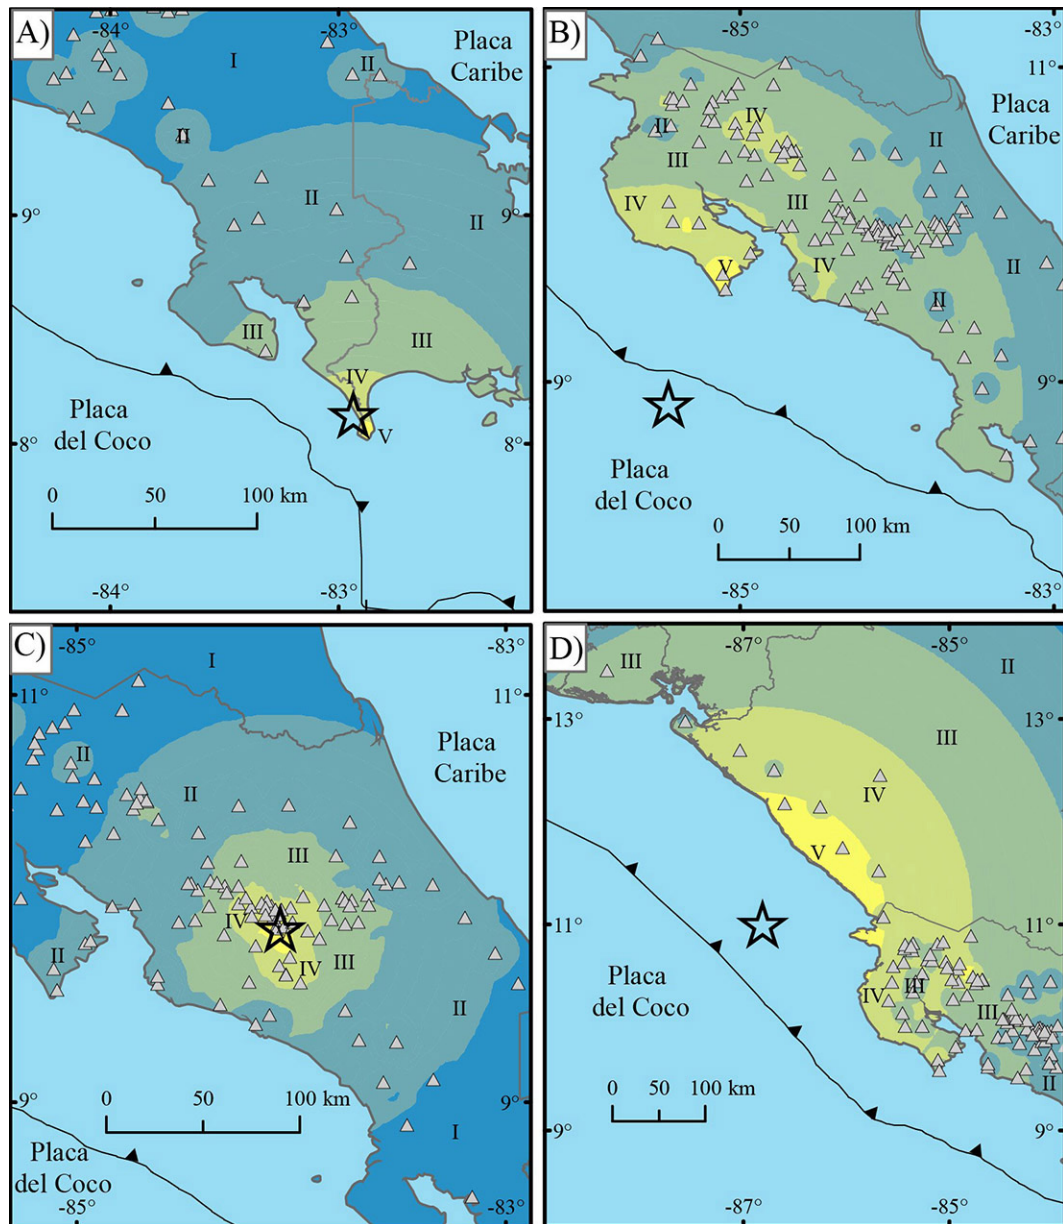 A)
-84°
-83°
I
II
Placa
Caribe
II
9°
II
9°
II
III
III
IV
V
Placa
del Coco
8°
8°
0
50
100 km
-84°
-83°
B)
-85°
-83°
11°
11°
Placa
Caribe
IV
II
II
III
III
IV
IV
V
II
II
9°
9°
Placa
del Coco
0
50
100 km
-85°
-83°
C)
-85°
-83°
I
11°
11°
Placa
Caribe
II
II
III
IV
IV
III
II
II
0
50
100 km
9°
9°
I
Placa
del Coco
-85°
-83°
D)
-87°
-85°
III
II
13°
13°
III
IV
V
11°
11°
IV
III
III
II
Placa
del Coco
0
50
100 km
9°
9°
-87°
-85°